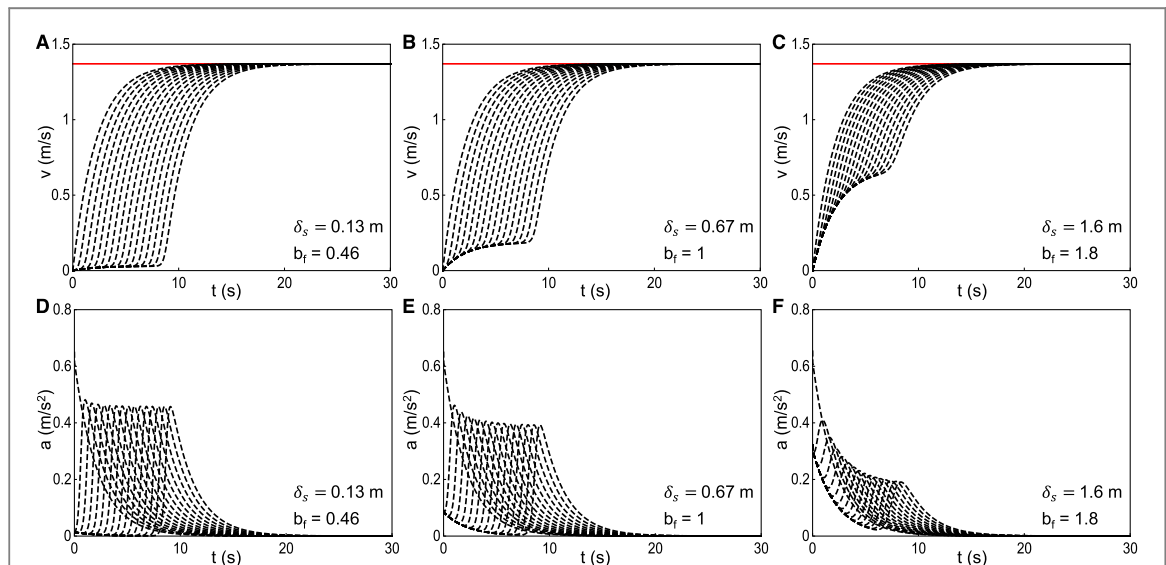 A
1.5
1
0.5
0
v (m/s)
0 10 20 30
t (s)
δs = 0.13 m
bf = 0.46
B
1.5
1
0.5
0
v (m/s)
0 10 20 30
t (s)
δs = 0.67 m
bf = 1
C
1.5
1
0.5
0
v (m/s)
0 10 20 30
t (s)
δs = 1.6 m
bf = 1.8
D
0.8
0.6
0.4
0.2
0
a (m/s²)
0 10 20 30
t (s)
δs = 0.13 m
bf = 0.46
E
0.8
0.6
0.4
0.2
0
a (m/s²)
0 10 20 30
t (s)
δs = 0.67 m
bf = 1
F
0.8
0.6
0.4
0.2
0
a (m/s²)
0 10 20 30
t (s)
δs = 1.6 m
bf = 1.8